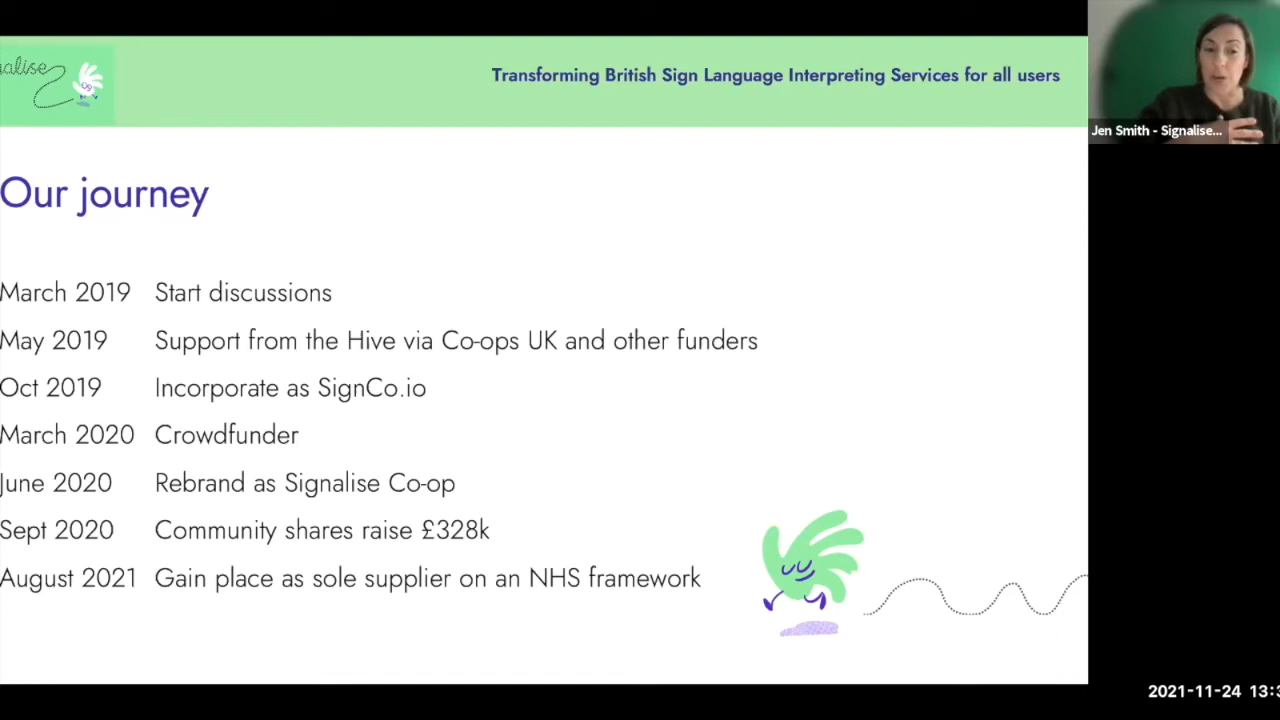 Transforming British Sign Language Interpreting Services for all users
Jen Smith - Signalise...
Our journey
March 2019 Start discussions
May 2019 Support from the Hive via Co-ops UK and other funders
Oct 2019 Incorporate as SignCo.io
March 2020 Crowdfunder
June 2020 Rebrand as Signalise Co-op
Sept 2020 Community shares raise £328k
August 2021 Gain place as sole supplier on an NHS framework
2021-11-24 13:3